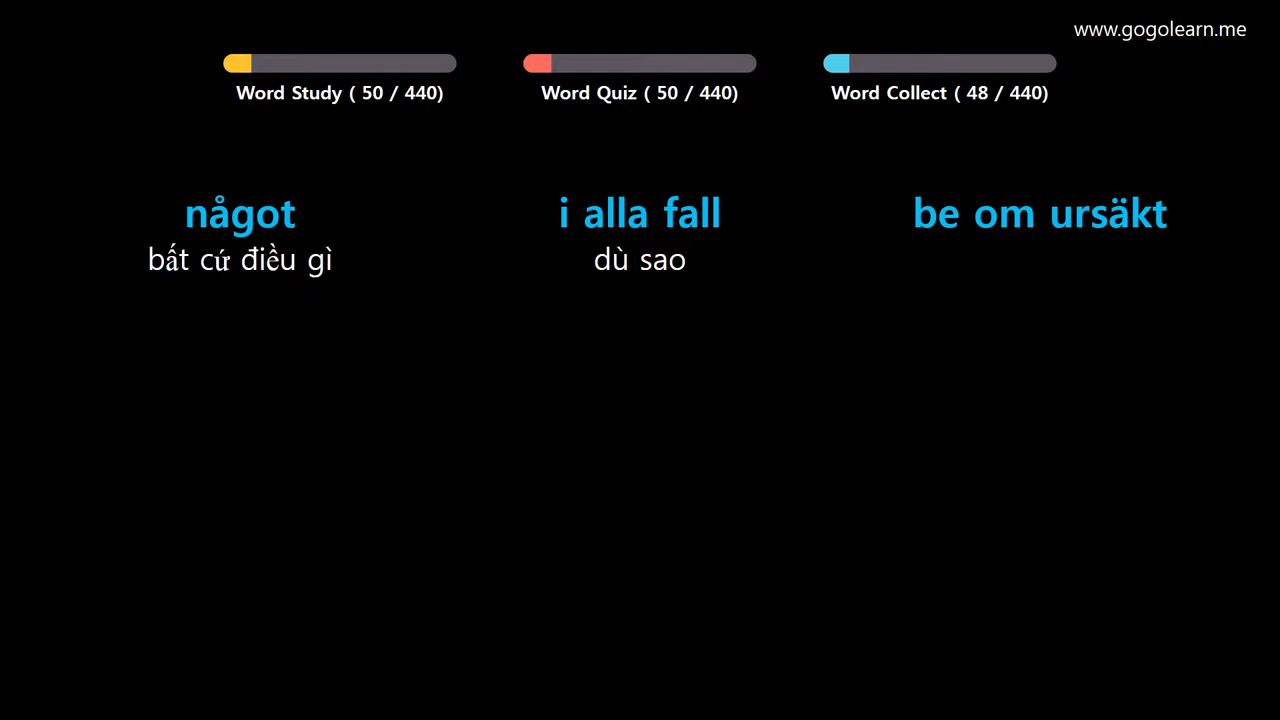 www.gogolearn.me
Word Study ( 50 / 440)
Word Quiz ( 50 / 440)
Word Collect ( 48 / 440)
något
i alla fall
be om ursäkt
bất cứ điều gì
dù sao